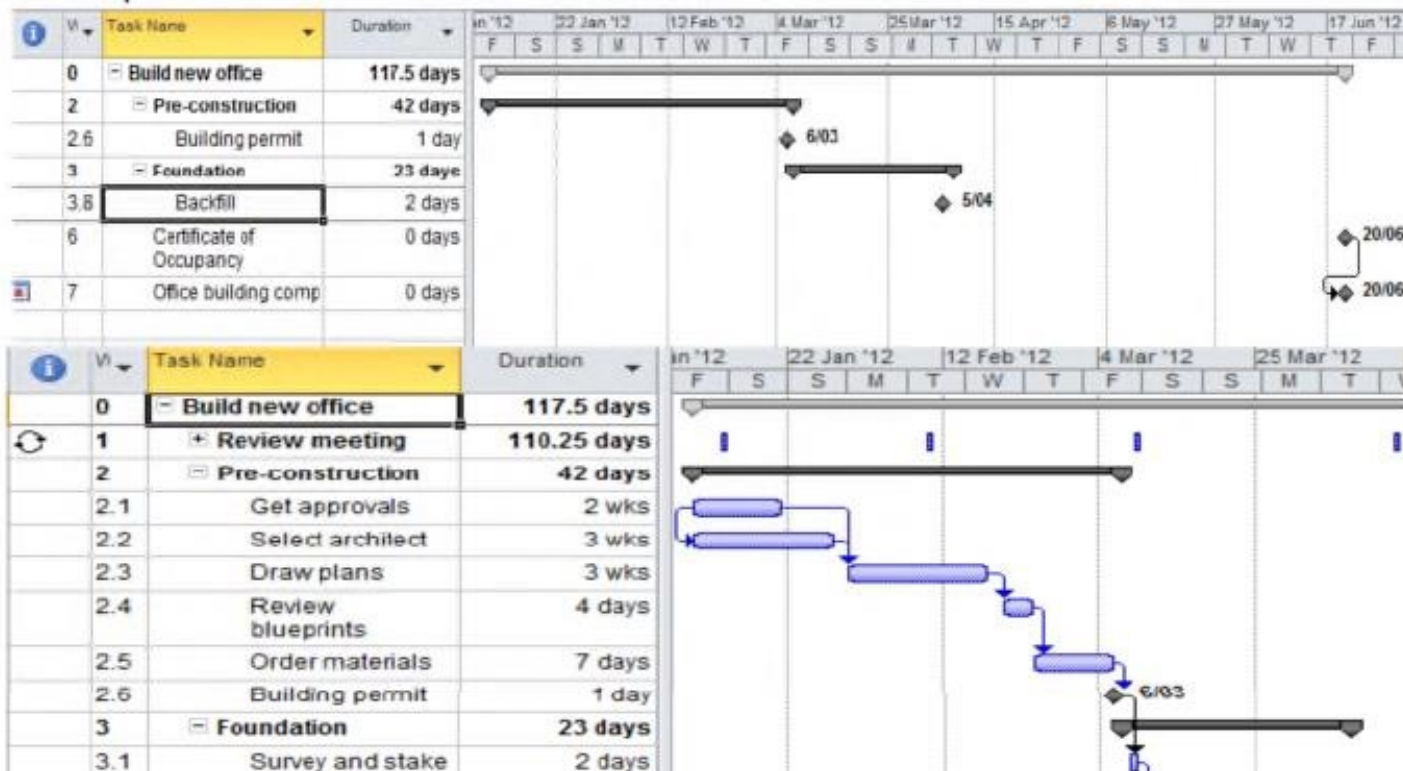 Task Name Duration 22 Jan '12 12 Feb '12 4 Mar '12 25 Mar '12 15 Apr '12 6 May '12 27 May '12 17 Jun '12
F S S M T W T F S S M T W T F S S M T W T F
0 Build new office 117.5 days
2 Pre-construction 42 days
2.6 Building permit 1 day 6/03
3 Foundation 23 days
3.8 Backfill 2 days 5/04
6 Certificate of Occupancy 0 days 20/06
7 Office building comp 0 days 20/06
Task Name Duration 22 Jan '12 12 Feb '12 4 Mar '12 25 Mar '12
F S S M T W T F S S M T
0 Build new office 117.5 days
1 Review meeting 110.25 days
2 Pre-construction 42 days
2.1 Get approvals 2 wks
2.2 Select architect 3 wks
2.3 Draw plans 3 wks
2.4 Review blueprints 4 days
2.5 Order materials 7 days
2.6 Building permit 1 day 6/03
3 Foundation 23 days
3.1 Survey and stake 2 days